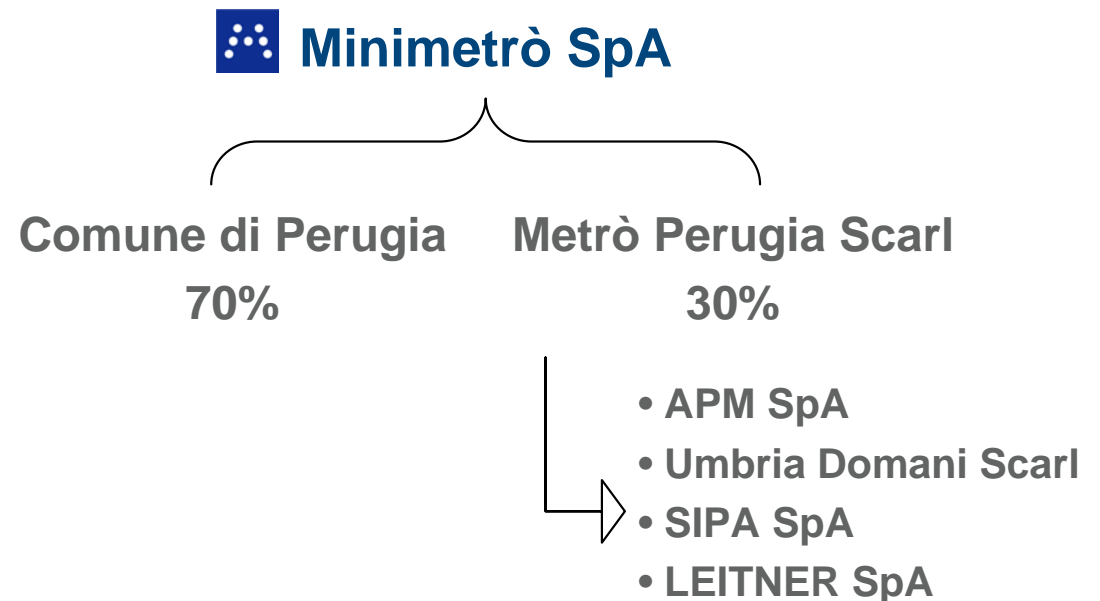 Minimetrò SpA
Comune di Perugia
70%
Metrò Perugia Scarl
30%
• APM SpA
• Umbria Domani Scarl
• SIPA SpA
• LEITNER SpA